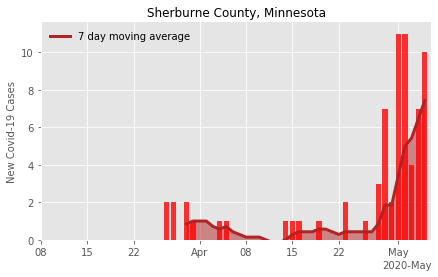 Sherburne County, Minnesota
7 day moving average
New Covid-19 Cases
10
8
6
4
2
0
08 15 22 Apr 08 15 22 May
2020-May